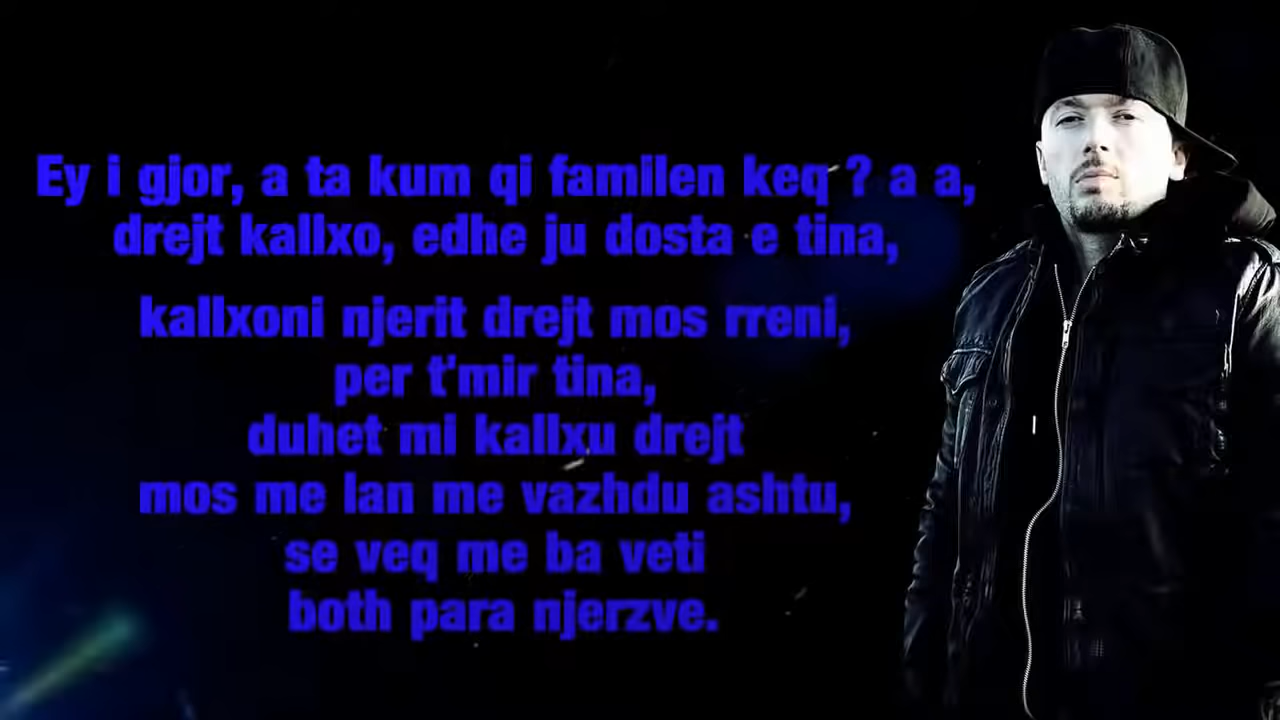 Ey i gjor, a ta kum qi familen keq ? a a,
drejt kallxo, edhe ju dosta e tina,
kallxoni njerit drejt mos rreni,
per t'mir tina,
duhet mi kallxu drejt
mos me lan me vazhdu ashtu,
se veq me ba veti
both para njerzve.